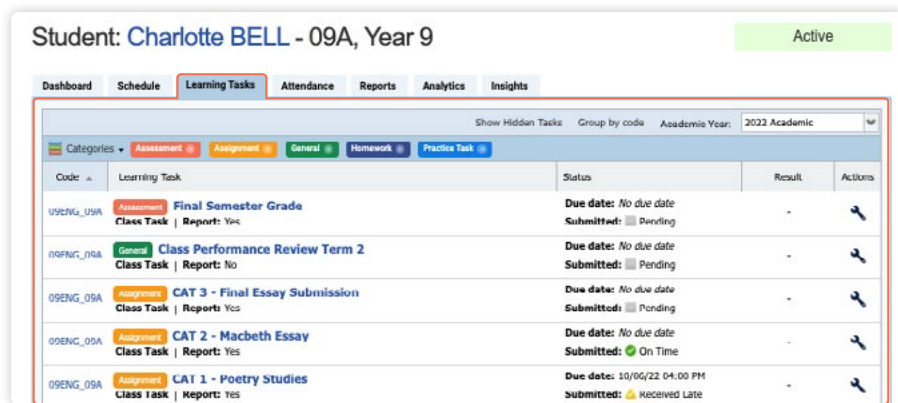 Student: Charlotte BELL - 09A, Year 9
Active
Dashboard Schedule Learning Tasks Attendance Reports Analytics Insights
Show Hidden Tasks Group by code Academic Year: 2022 Academic
Categories Assessment Assignment General Homework Practice Task
Code Learning Task Status Result Actions
09ENG_09A Assessment Final Semester Grade Due date: No due date -
Class Task | Report: Yes Submitted: Pending
09ENG_09A General Class Performance Review Term 2 Due date: No due date -
Class Task | Report: No Submitted: Pending
09ENG_09A Assignment CAT 3 - Final Essay Submission Due date: No due date -
Class Task | Report: Yes Submitted: Pending
09ENG_09A Assignment CAT 2 - Macbeth Essay Due date: No due date -
Class Task | Report: Yes Submitted: On Time
09ENG_09A Assignment CAT 1 - Poetry Studies Due date: 10/06/22 04:00 PM -
Class Task | Report: Yes Submitted: Received Late